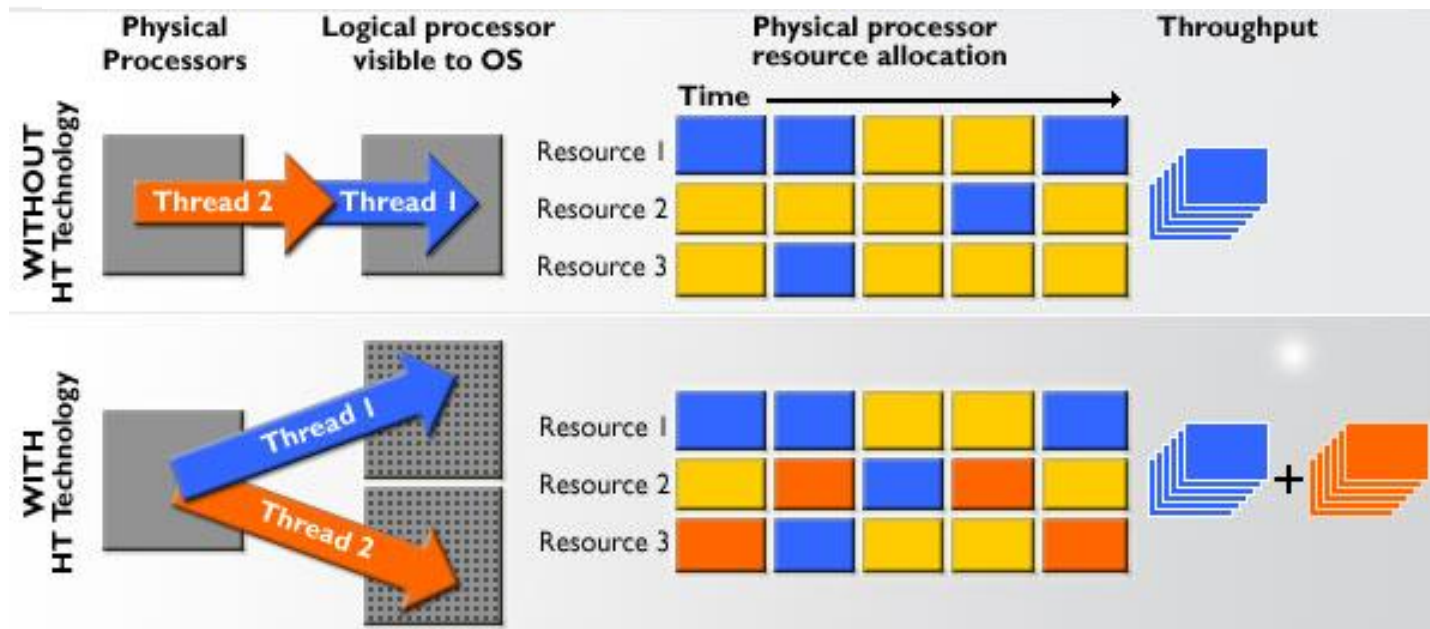 Physical
Processors
Logical processor
visible to OS
Physical processor
resource allocation
Throughput
WITHOUT
HT Technology
Thread 2
Thread 1
Time
Resource 1
Resource 2
Resource 3
WITH
HT Technology
Thread 1
Thread 2
Resource 1
Resource 2
Resource 3
+